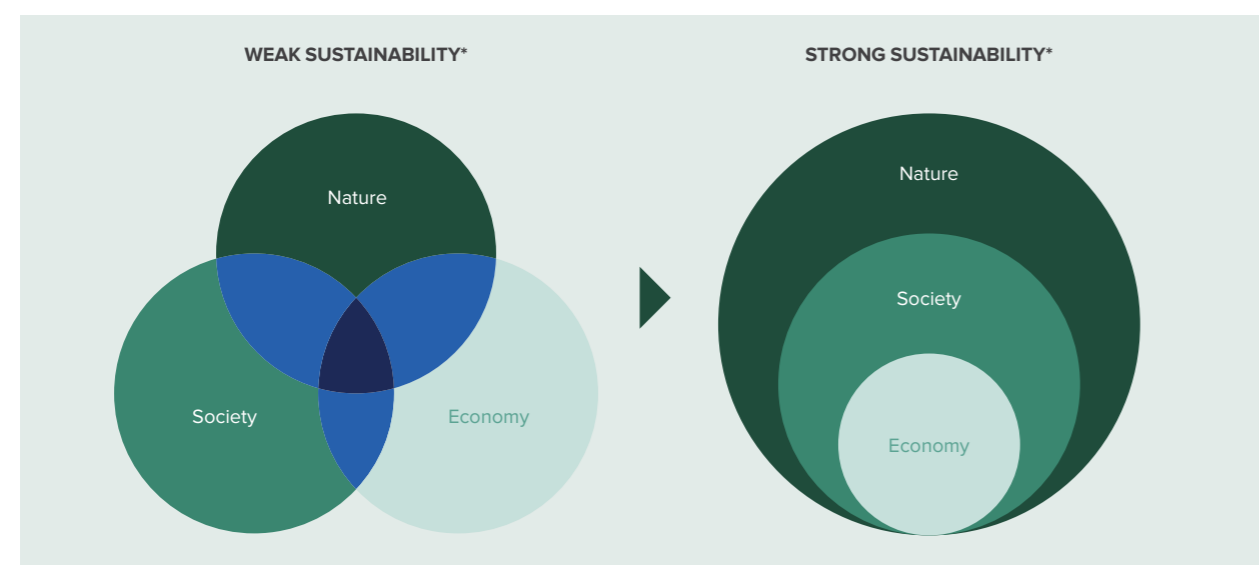 WEAK SUSTAINABILITY*
Nature
Society
Economy
STRONG SUSTAINABILITY*
Nature
Society
Economy